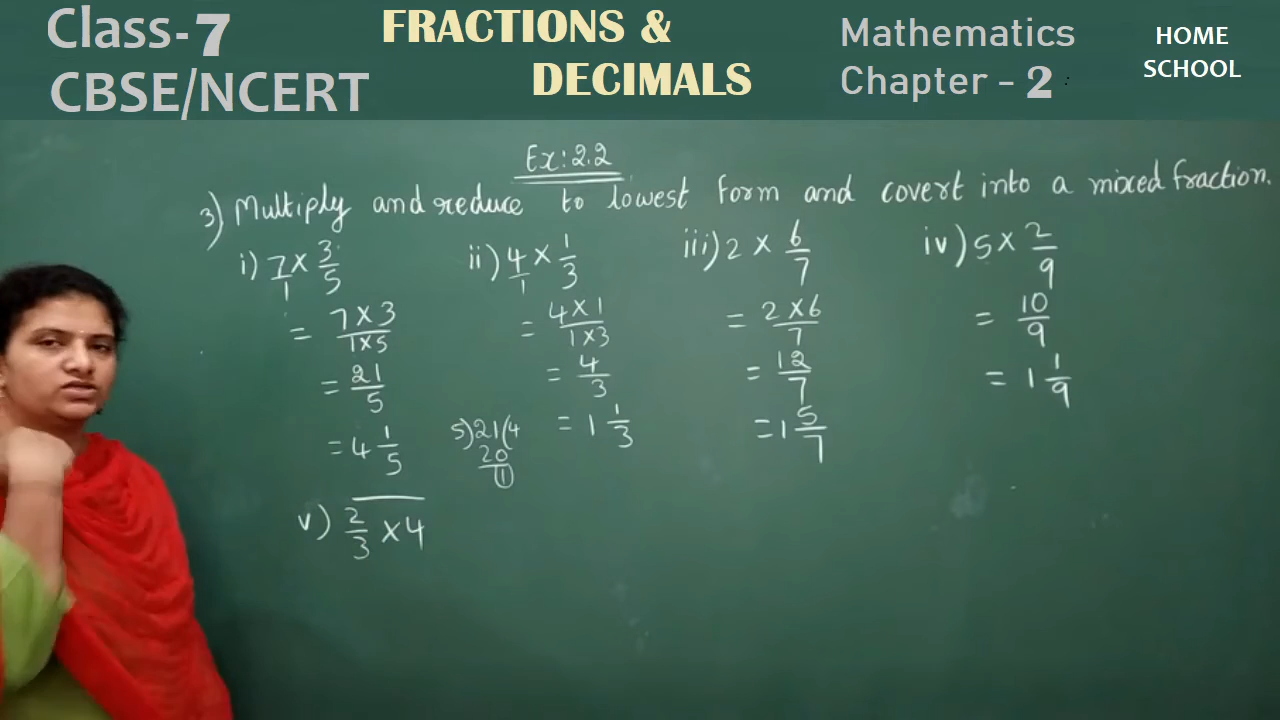 Class-7
CBSE/NCERT
FRACTIONS &
DECIMALS
Mathematics
Chapter - 2
HOME
SCHOOL
Ex: 2.2
3) Multiply and reduce to lowest form and covert into a mixed fraction.
i) 7/1 × 3/5
= 7×3/1×5
= 21/5
= 4 1/5
5)21(4
20
1
ii) 4/1 × 1/3
= 4×1/1×3
= 4/3
= 1 1/3
iii) 2 × 6/7
= 2×6/7
= 12/7
= 1 5/7
iv) 5 × 2/9
= 10/9
= 1 1/9
v) 2/3 × 4